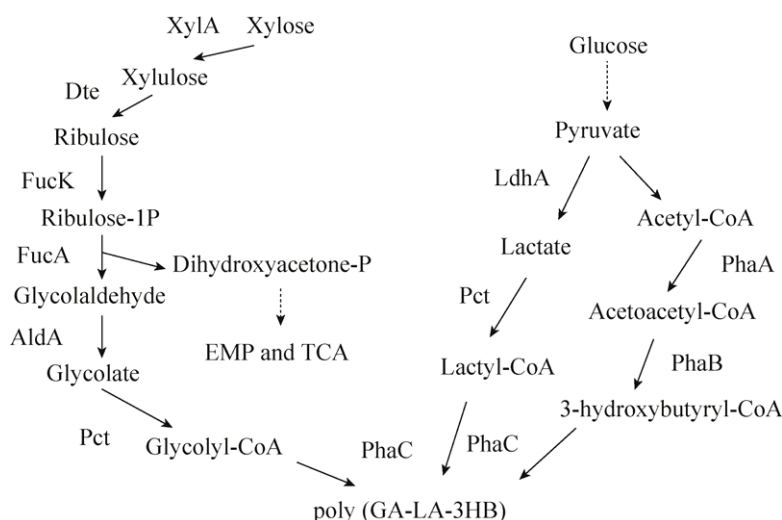 XylA Xylose
Xylulose
Dte
Ribulose
FucK
Ribulose-1P
FucA
Dihydroxyacetone-P
Glycolaldehyde
AldA
EMP and TCA
Glycolate
Pct
Glycolyl-CoA
Glucose
Pyruvate
LdhA
Acetyl-CoA
Lactate
PhaA
Pct
Acetoacetyl-CoA
Lactyl-CoA
PhaB
3-hydroxybutyryl-CoA
PhaC
PhaC
poly (GA-LA-3HB)